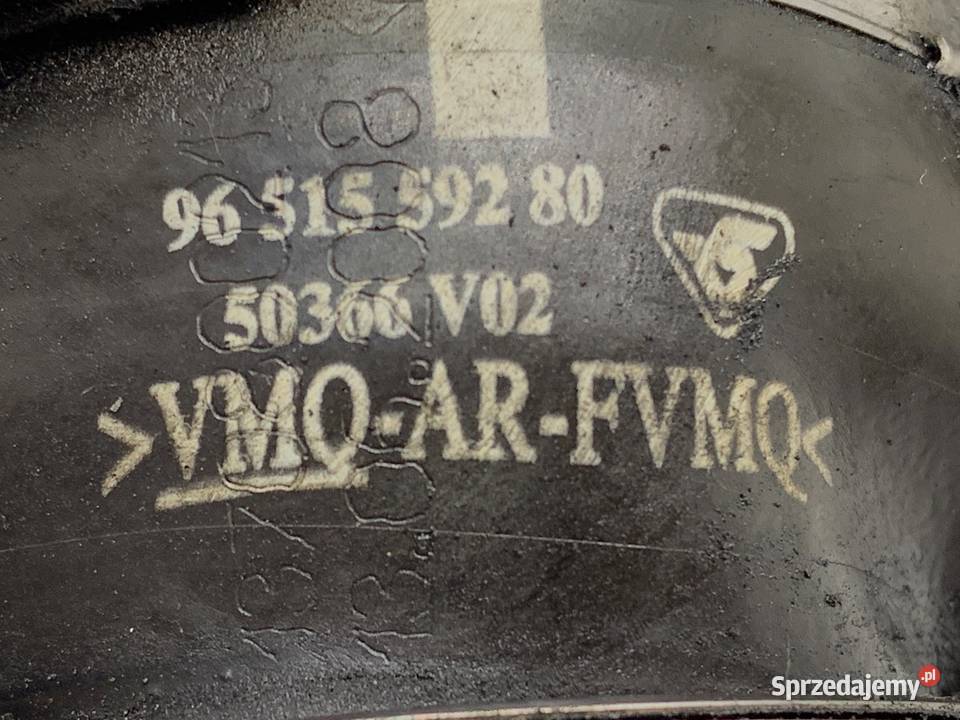 96 515 592 80
50366 V02
>VMQ-AR-FVMQ<
Sprzedajemy.pl